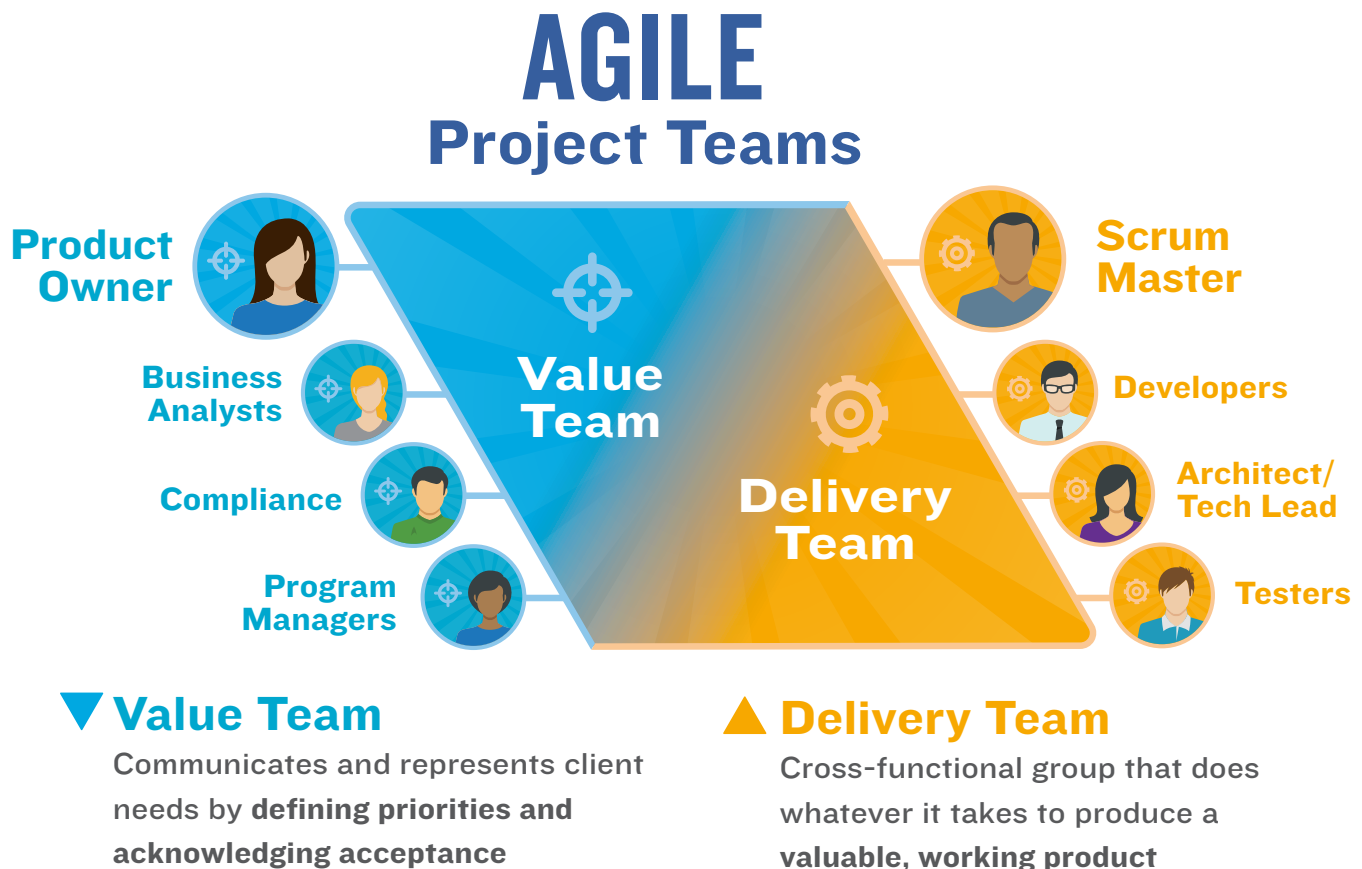 AGILE
Project Teams
Product
Owner
Business
Analysts
Compliance
Program
Managers
Value
Team
Delivery
Team
Scrum
Master
Developers
Architect/
Tech Lead
Testers
Value Team
Communicates and represents client
needs by defining priorities and
acknowledging acceptance
Delivery Team
Cross-functional group that does
whatever it takes to produce a
valuable, working product